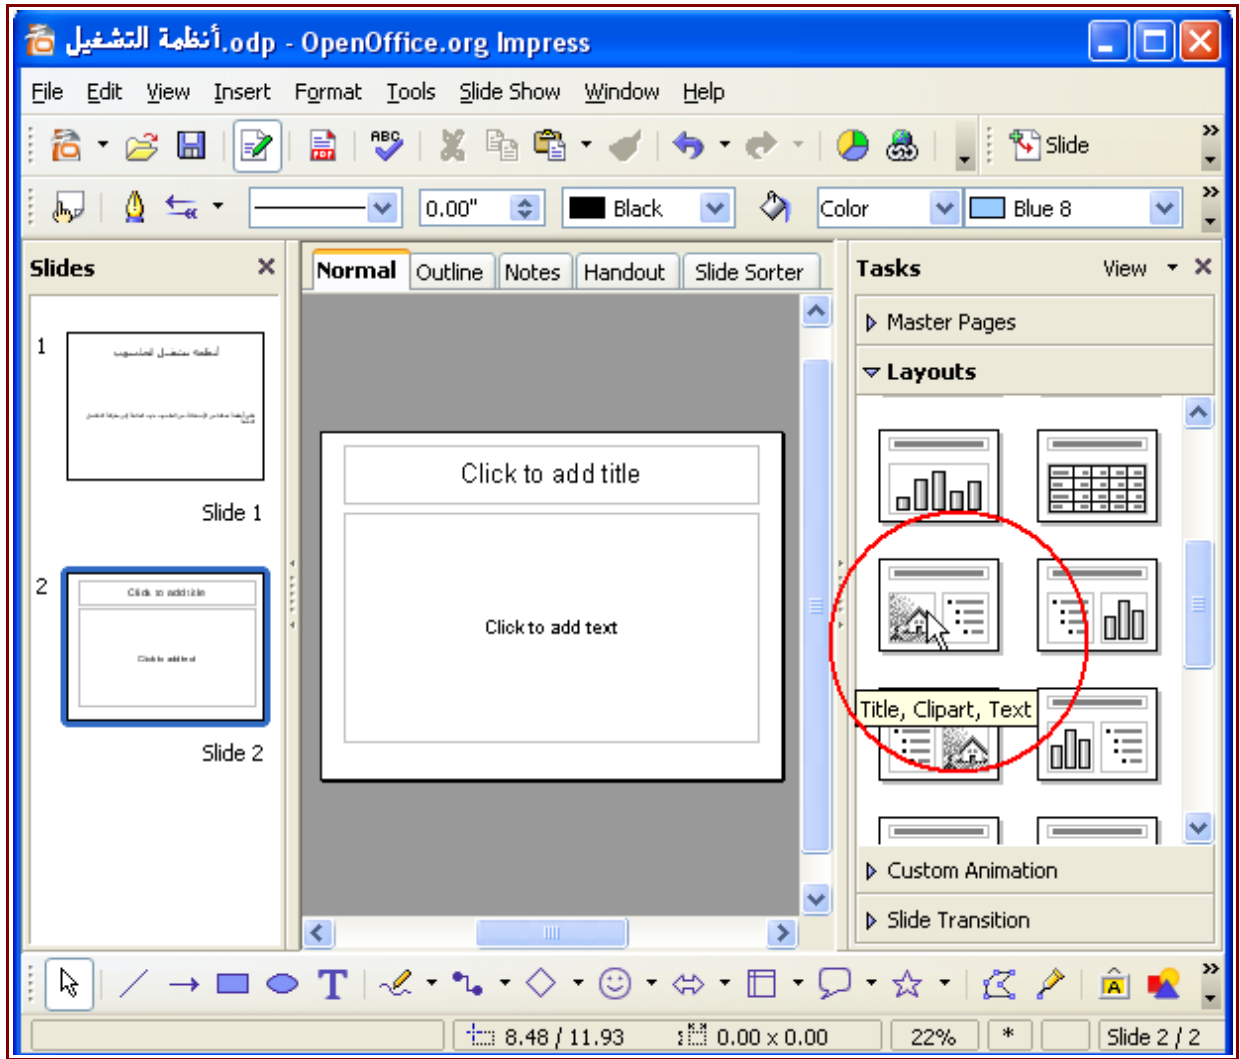 أنظمة التشغيل.odp - OpenOffice.org Impress
File Edit View Insert Format Tools Slide Show Window Help
PDF ABC Slide
0.00" Black Color Blue 8
Slides
Normal Outline Notes Handout Slide Sorter
Tasks View
1
Slide 1
2
Click to add title
Click to add text
Slide 2
Click to add title
Click to add text
Master Pages
Layouts
Title, Clipart, Text
Custom Animation
Slide Transition
T A
8.48 / 11.93 0.00 x 0.00 22% * Slide 2 / 2